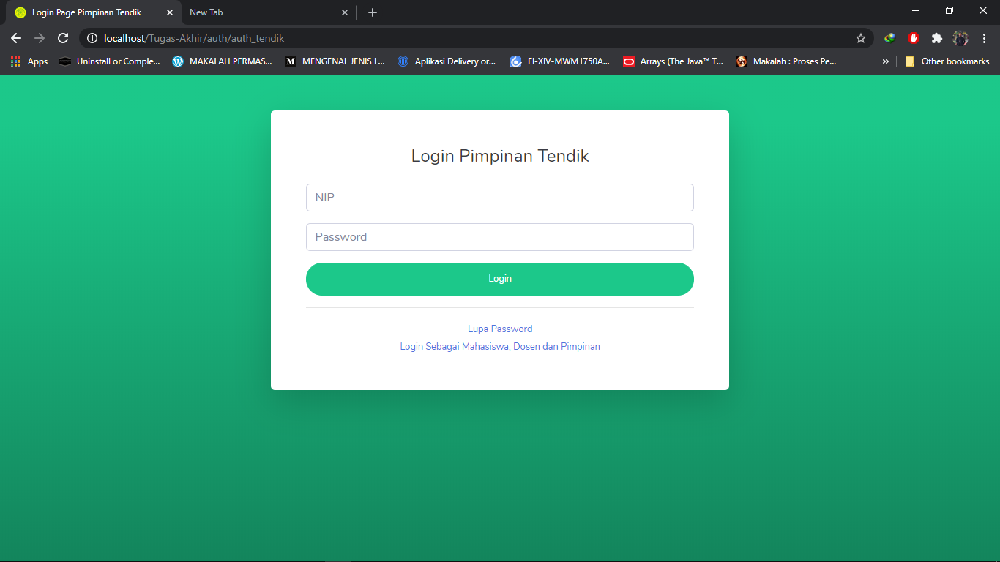 Login Page Pimpinan Tendik
New Tab
localhost/Tugas-Akhir/auth/auth_tendik
Apps
Uninstall or Comple...
MAKALAH PERMAS...
MENGENAL JENIS L...
Aplikasi Delivery or...
FI-XIV-MWM1750A...
Arrays (The Java™ T...
Makalah : Proses Pe...
»
Other bookmarks
Login Pimpinan Tendik
NIP
Password
Login
Lupa Password
Login Sebagai Mahasiswa, Dosen dan Pimpinan